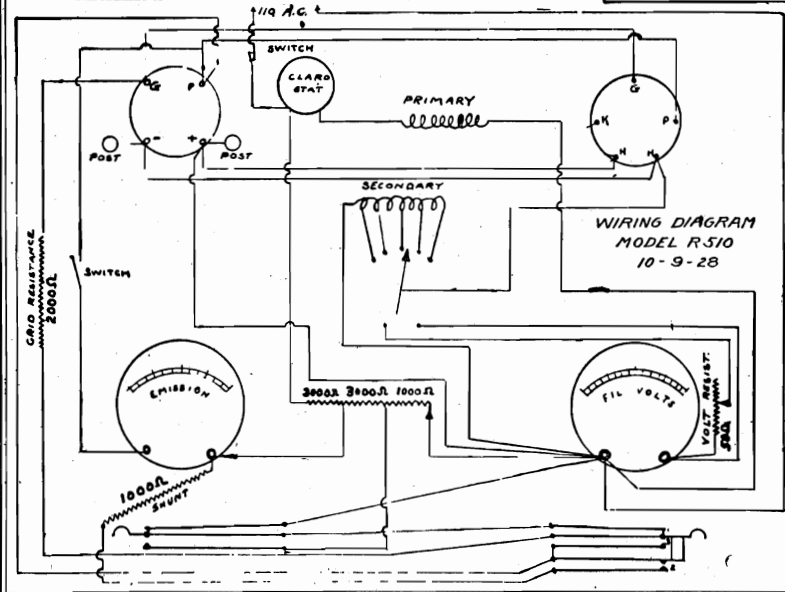 110 A.C.
SWITCH
CLARO
STAT
PRIMARY
G
P
-
+
POST
POST
G
K
P
H
H
SECONDARY
WIRING DIAGRAM
MODEL R510
10-9-28
GRID RESISTANCE
2000Ω
SWITCH
EMISSION
3000Ω 3000Ω 1000Ω
FIL VOLTS
VOLT RESIST.
1000Ω
SHUNT